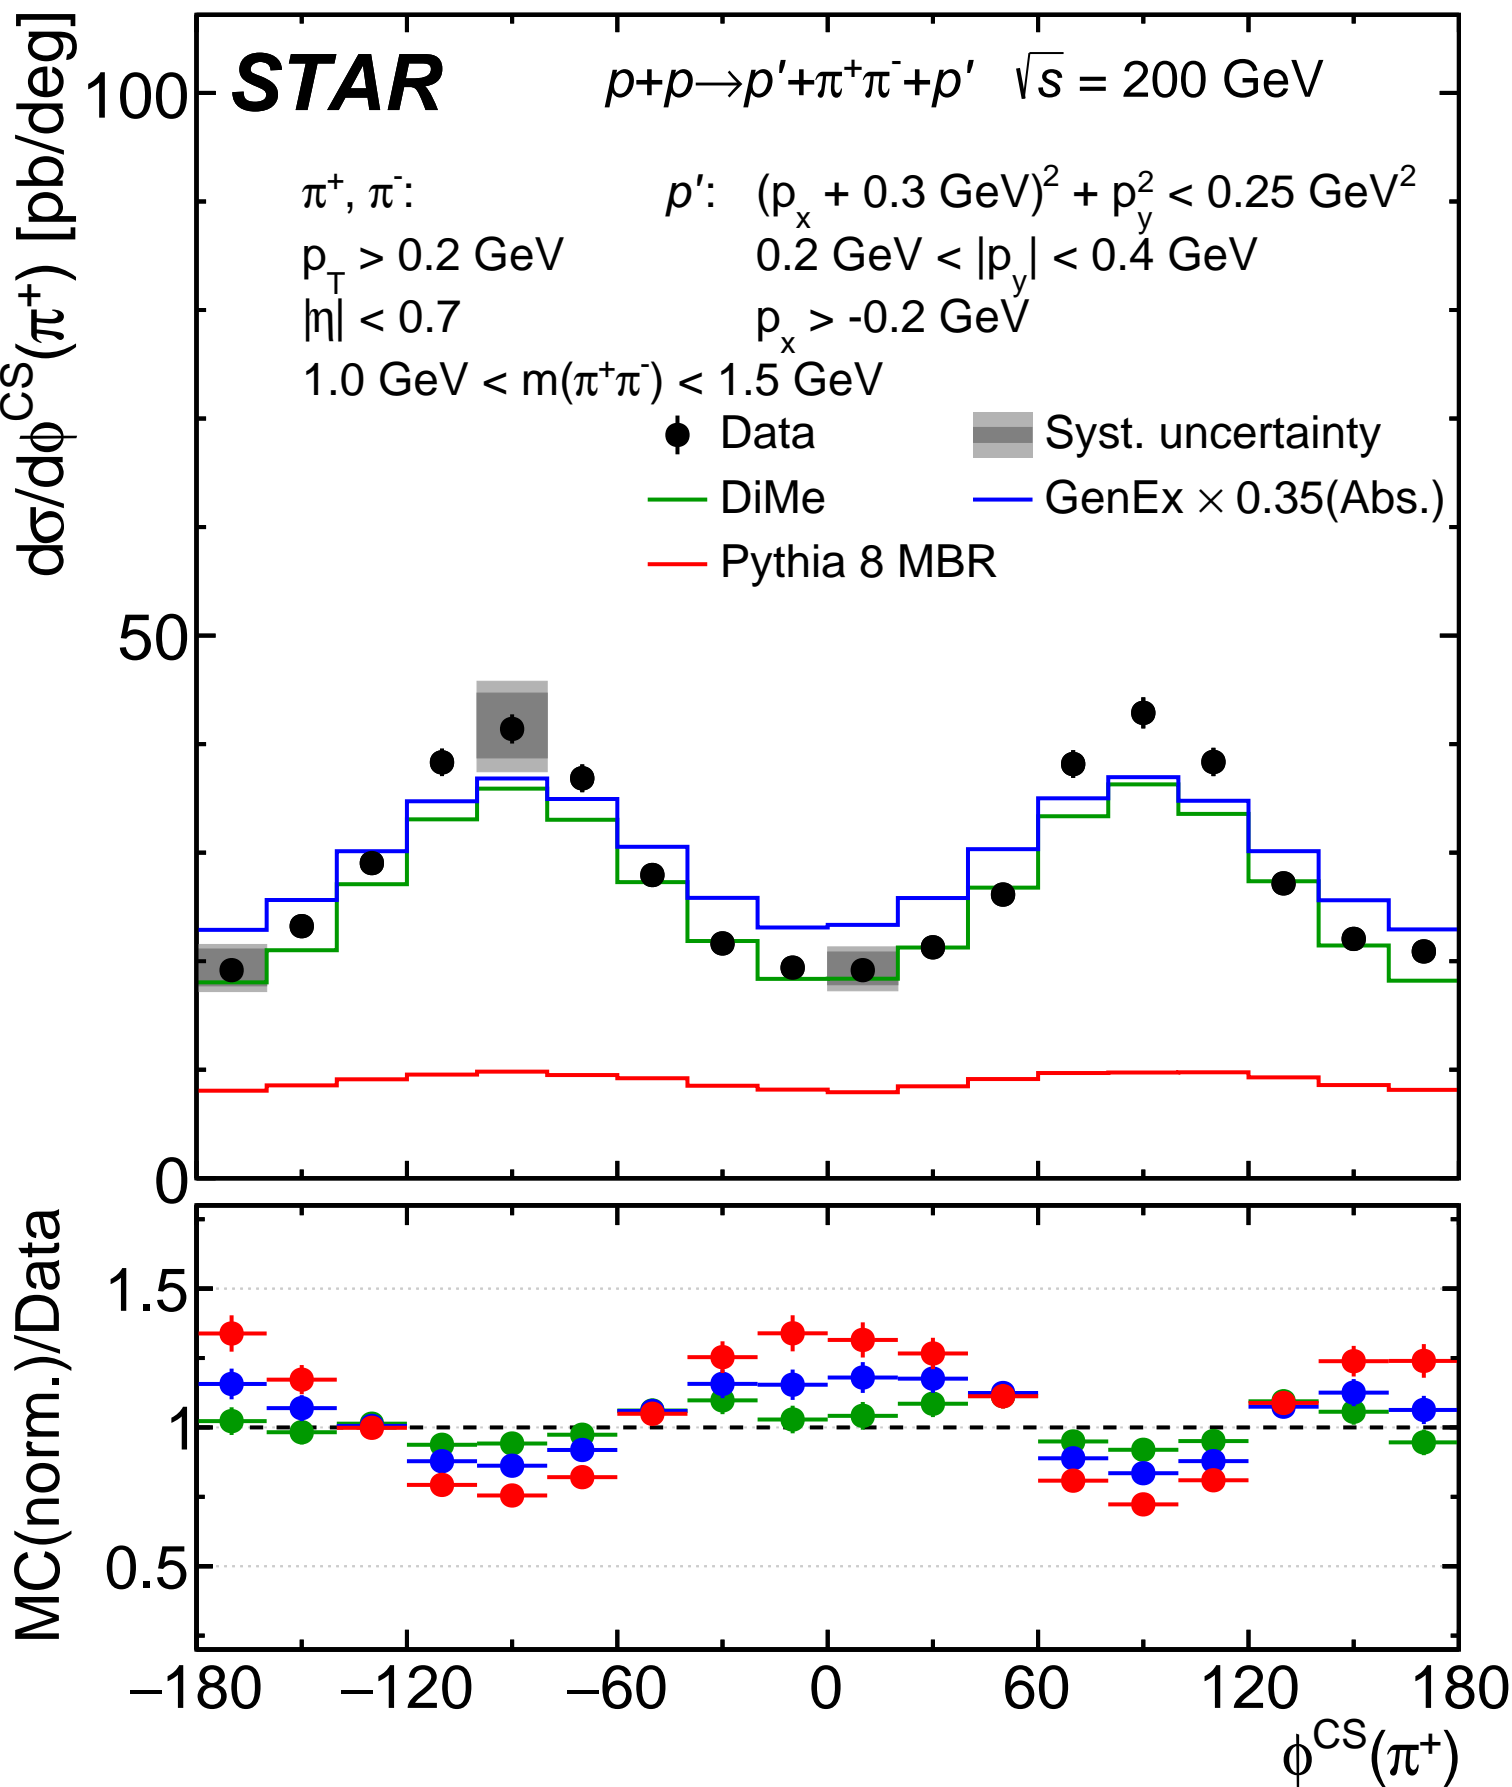 STAR p+p→p′+π⁺π⁻+p′ √s = 200 GeV
π⁺, π⁻: p′: (pₓ + 0.3 GeV)² + p_y² < 0.25 GeV²
p_T > 0.2 GeV 0.2 GeV < |p_y| < 0.4 GeV
|η| < 0.7 pₓ > -0.2 GeV
1.0 GeV < m(π⁺π⁻) < 1.5 GeV
Data Syst. uncertainty
DiMe GenEx × 0.35(Abs.)
Pythia 8 MBR
dσ/dϕ^CS(π⁺) [pb/deg]
100
50
0
MC(norm.)/Data
1.5
1
0.5
−180 −120 −60 0 60 120 180
ϕ^CS(π⁺)